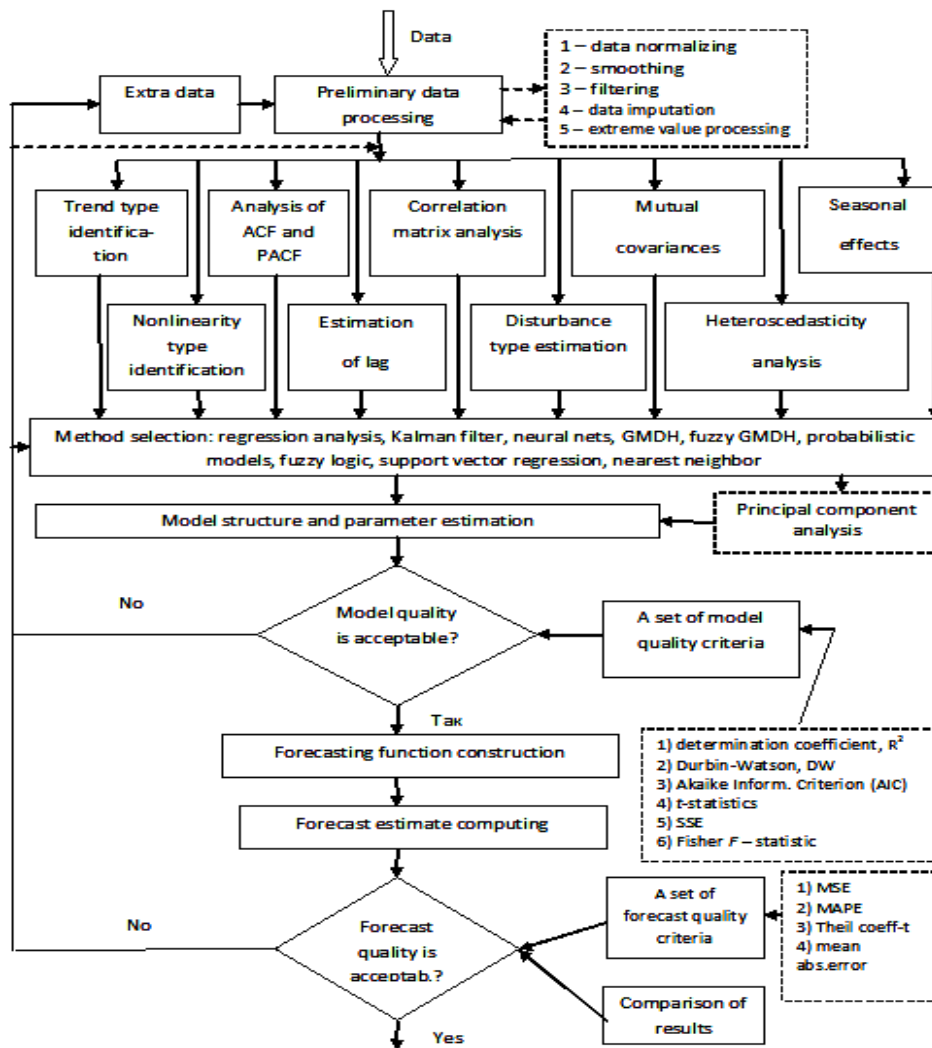 Data
1 – data normalizing
2 – smoothing
3 – filtering
4 – data imputation
5 – extreme value processing
Extra data
Preliminary data
processing
Trend type
identifica-
tion
Analysis of
ACF and
PACF
Correlation
matrix analysis
Mutual
covariances
Seasonal
effects
Nonlinearity
type
identification
Estimation
of lag
Disturbance
type estimation
Heteroscedasticity
analysis
Method selection: regression analysis, Kalman filter, neural nets, GMDH, fuzzy GMDH, probabilistic
models, fuzzy logic, support vector regression, nearest neighbor
Model structure and parameter estimation
Principal component
analysis
No
Model quality
is acceptable?
A set of model
quality criteria
Так
Forecasting function construction
1) determination coefficient, R²
2) Durbin-Watson, DW
3) Akaike Inform. Criterion (AIC)
4) t-statistics
5) SSE
6) Fisher F – statistic
Forecast estimate computing
No
Forecast
quality is
acceptab.?
A set of
forecast quality
criteria
1) MSE
2) MAPE
3) Theil coeff-t
4) mean
abs.error
Comparison of
results
Yes